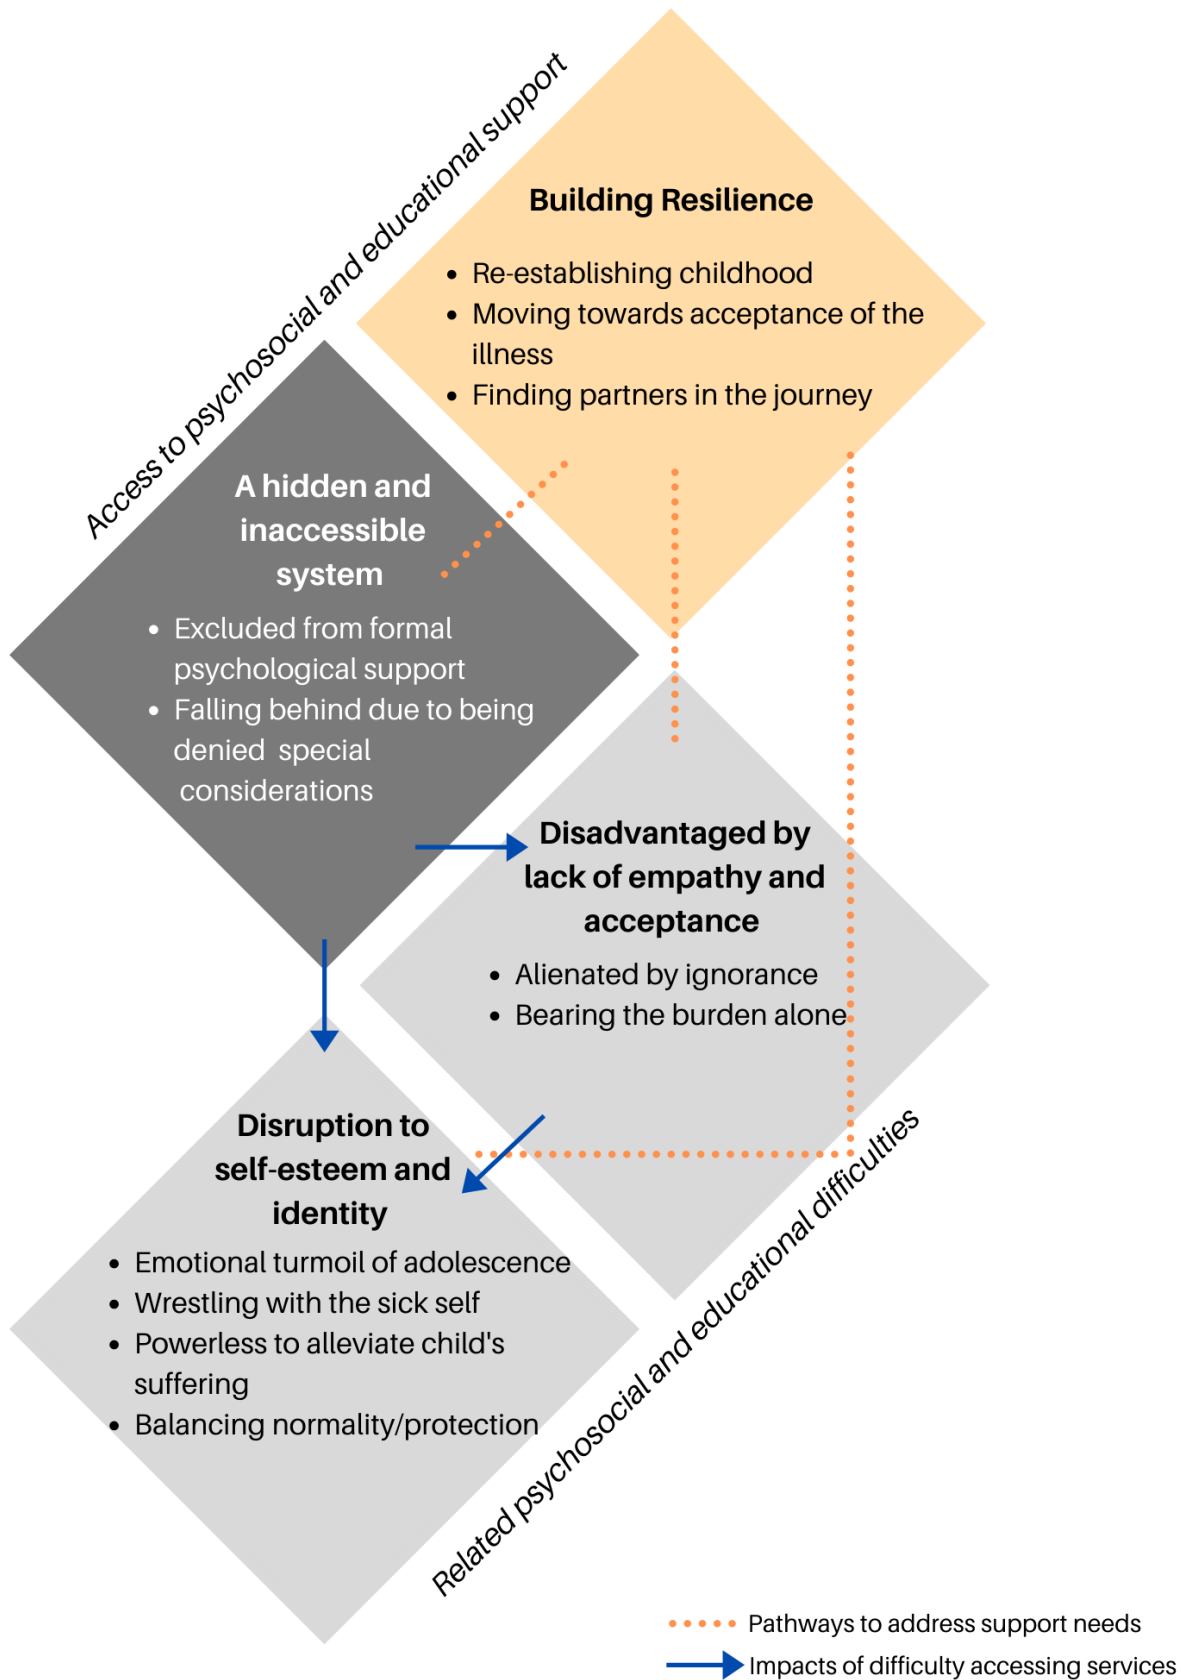 Access to psychosocial and educational support
Building Resilience
• Re-establishing childhood
• Moving towards acceptance of the
illness
• Finding partners in the journey
A hidden and
inaccessible
system
• Excluded from formal
psychological support
• Falling behind due to being
denied special
considerations
Disadvantaged by
lack of empathy and
acceptance
• Alienated by ignorance
• Bearing the burden alone
Disruption to
self-esteem and
identity
• Emotional turmoil of adolescence
• Wrestling with the sick self
• Powerless to alleviate child's
suffering
• Balancing normality/protection
Related psychosocial and educational difficulties
Pathways to address support needs
Impacts of difficulty accessing services